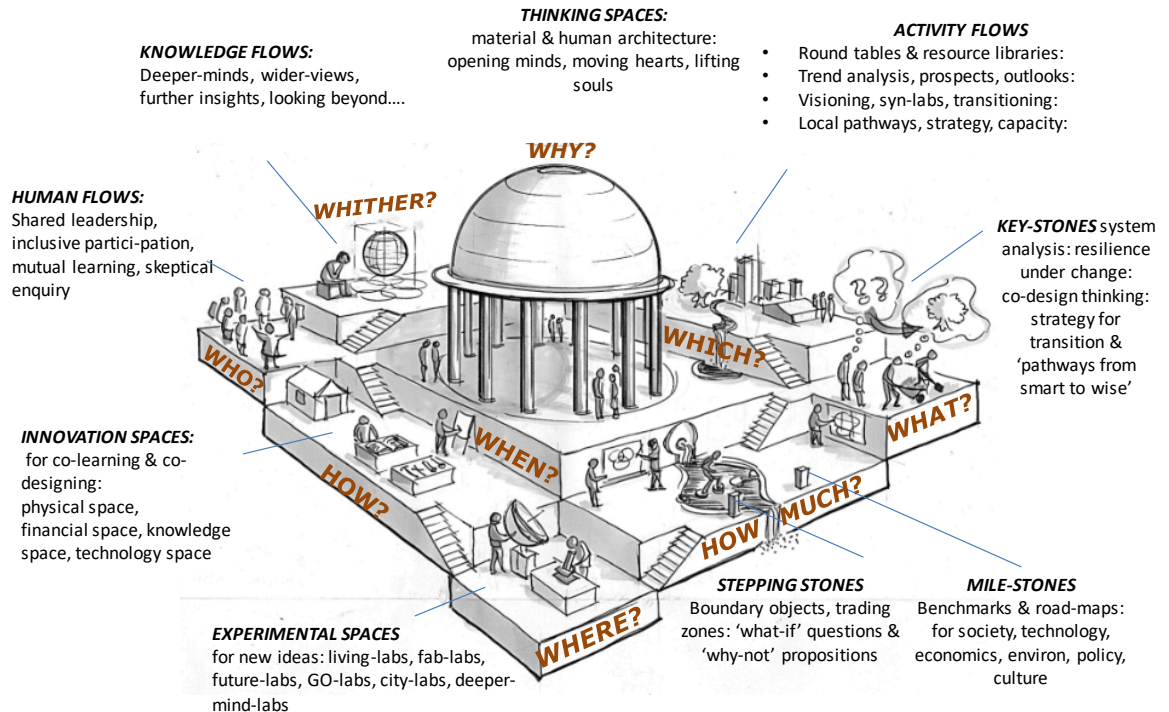 THINKING SPACES:
material & human architecture:
opening minds, moving hearts, lifting
souls
KNOWLEDGE FLOWS:
Deeper-minds, wider-views,
further insights, looking beyond....
ACTIVITY FLOWS
• Round tables & resource libraries:
• Trend analysis, prospects, outlooks:
• Visioning, syn-labs, transitioning:
• Local pathways, strategy, capacity:
HUMAN FLOWS:
Shared leadership,
inclusive partici-pation,
mutual learning, skeptical
enquiry
WHY?
WHITHER?
KEY-STONES system
analysis: resilience
under change:
co-design thinking:
strategy for
transition &
‘pathways from
smart to wise’
??
WHO?
WHICH?
WHAT?
INNOVATION SPACES:
for co-learning & co-
designing:
physical space,
financial space, knowledge
space, technology space
WHEN?
HOW?
HOW MUCH?
WHERE?
EXPERIMENTAL SPACES
for new ideas: living-labs, fab-labs,
future-labs, GO-labs, city-labs, deeper-
mind-labs
STEPPING STONES
Boundary objects, trading
zones: ‘what-if’ questions &
‘why-not’ propositions
MILE-STONES
Benchmarks & road-maps:
for society, technology,
economics, environ, policy,
culture